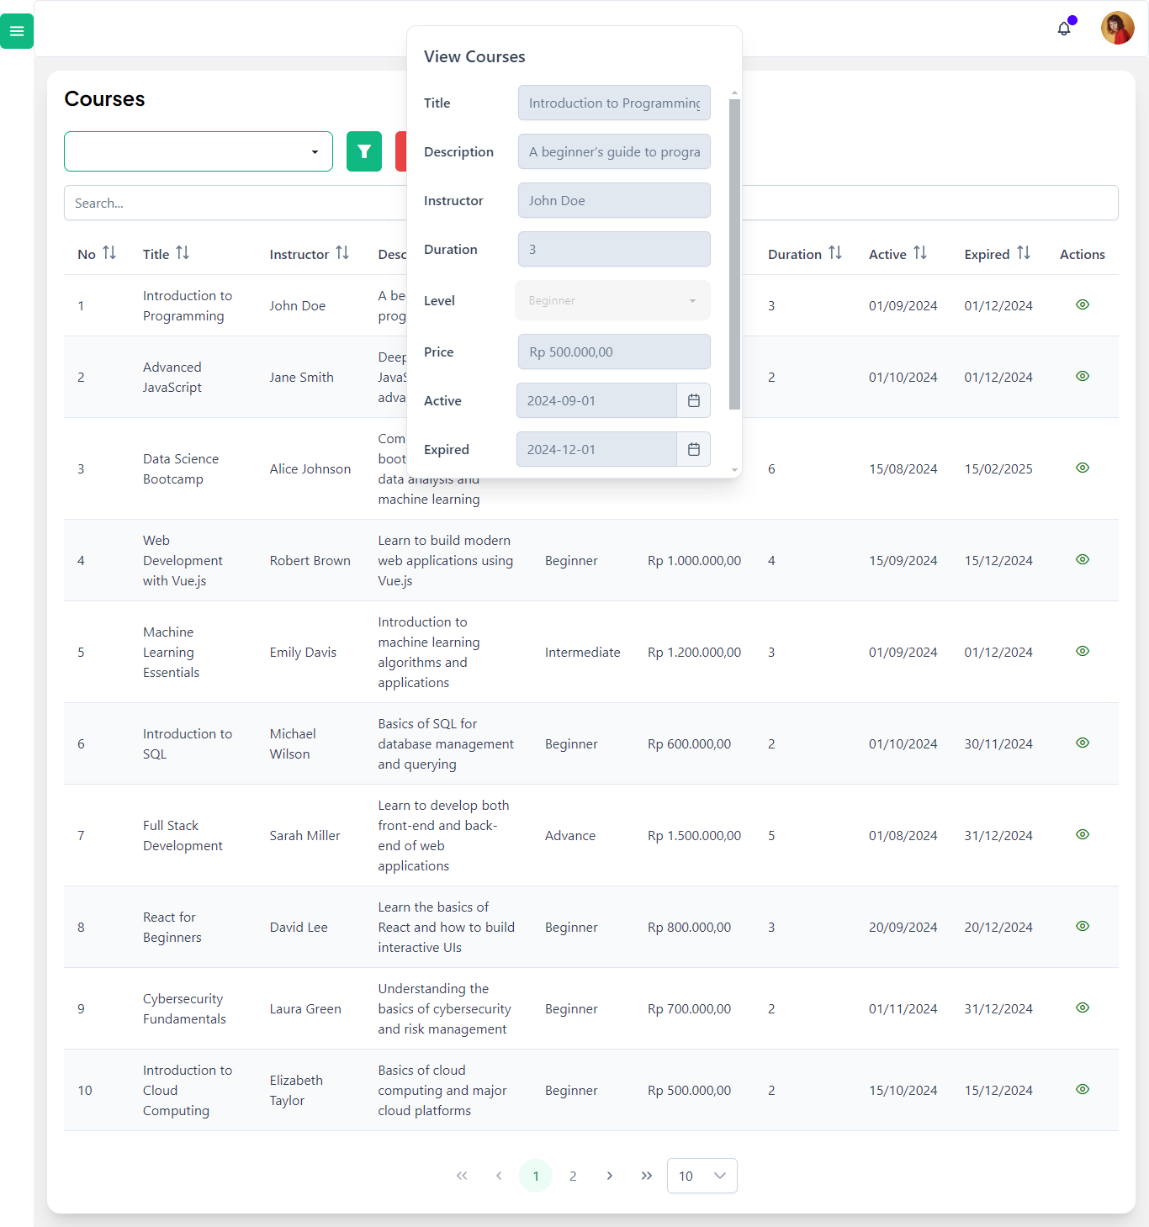 View Courses
Title
Introduction to Programming
Description
A beginner's guide to progra
Instructor
John Doe
Duration
3
Level
Beginner
Price
Rp 500.000,00
Active
2024-09-01
Expired
2024-12-01
Courses
Search...
No Title Instructor Desc Duration Active Expired Actions
1
Introduction to
Programming
John Doe
A be
prog
3
01/09/2024
01/12/2024
2
Advanced
JavaScript
Jane Smith
Deep
JavaS
adva
2
01/10/2024
01/12/2024
3
Data Science
Bootcamp
Alice Johnson
Com
boot
data analysis and
machine learning
6
15/08/2024
15/02/2025
4
Web
Development
with Vue.js
Robert Brown
Learn to build modern
web applications using
Vue.js
Beginner
Rp 1.000.000,00
4
15/09/2024
15/12/2024
5
Machine
Learning
Essentials
Emily Davis
Introduction to
machine learning
algorithms and
applications
Intermediate
Rp 1.200.000,00
3
01/09/2024
01/12/2024
6
Introduction to
SQL
Michael
Wilson
Basics of SQL for
database management
and querying
Beginner
Rp 600.000,00
2
01/10/2024
30/11/2024
7
Full Stack
Development
Sarah Miller
Learn to develop both
front-end and back-
end of web
applications
Advance
Rp 1.500.000,00
5
01/08/2024
31/12/2024
8
React for
Beginners
David Lee
Learn the basics of
React and how to build
interactive UIs
Beginner
Rp 800.000,00
3
20/09/2024
20/12/2024
9
Cybersecurity
Fundamentals
Laura Green
Understanding the
basics of cybersecurity
and risk management
Beginner
Rp 700.000,00
2
01/11/2024
31/12/2024
10
Introduction to
Cloud
Computing
Elizabeth
Taylor
Basics of cloud
computing and major
cloud platforms
Beginner
Rp 500.000,00
2
15/10/2024
15/12/2024
1 2 10